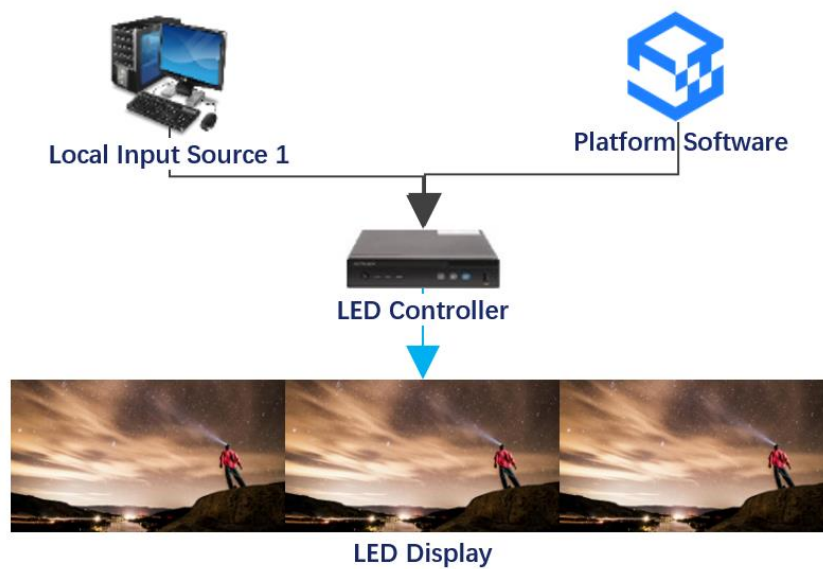 Local Input Source 1
Platform Software
LED Controller
LED Display